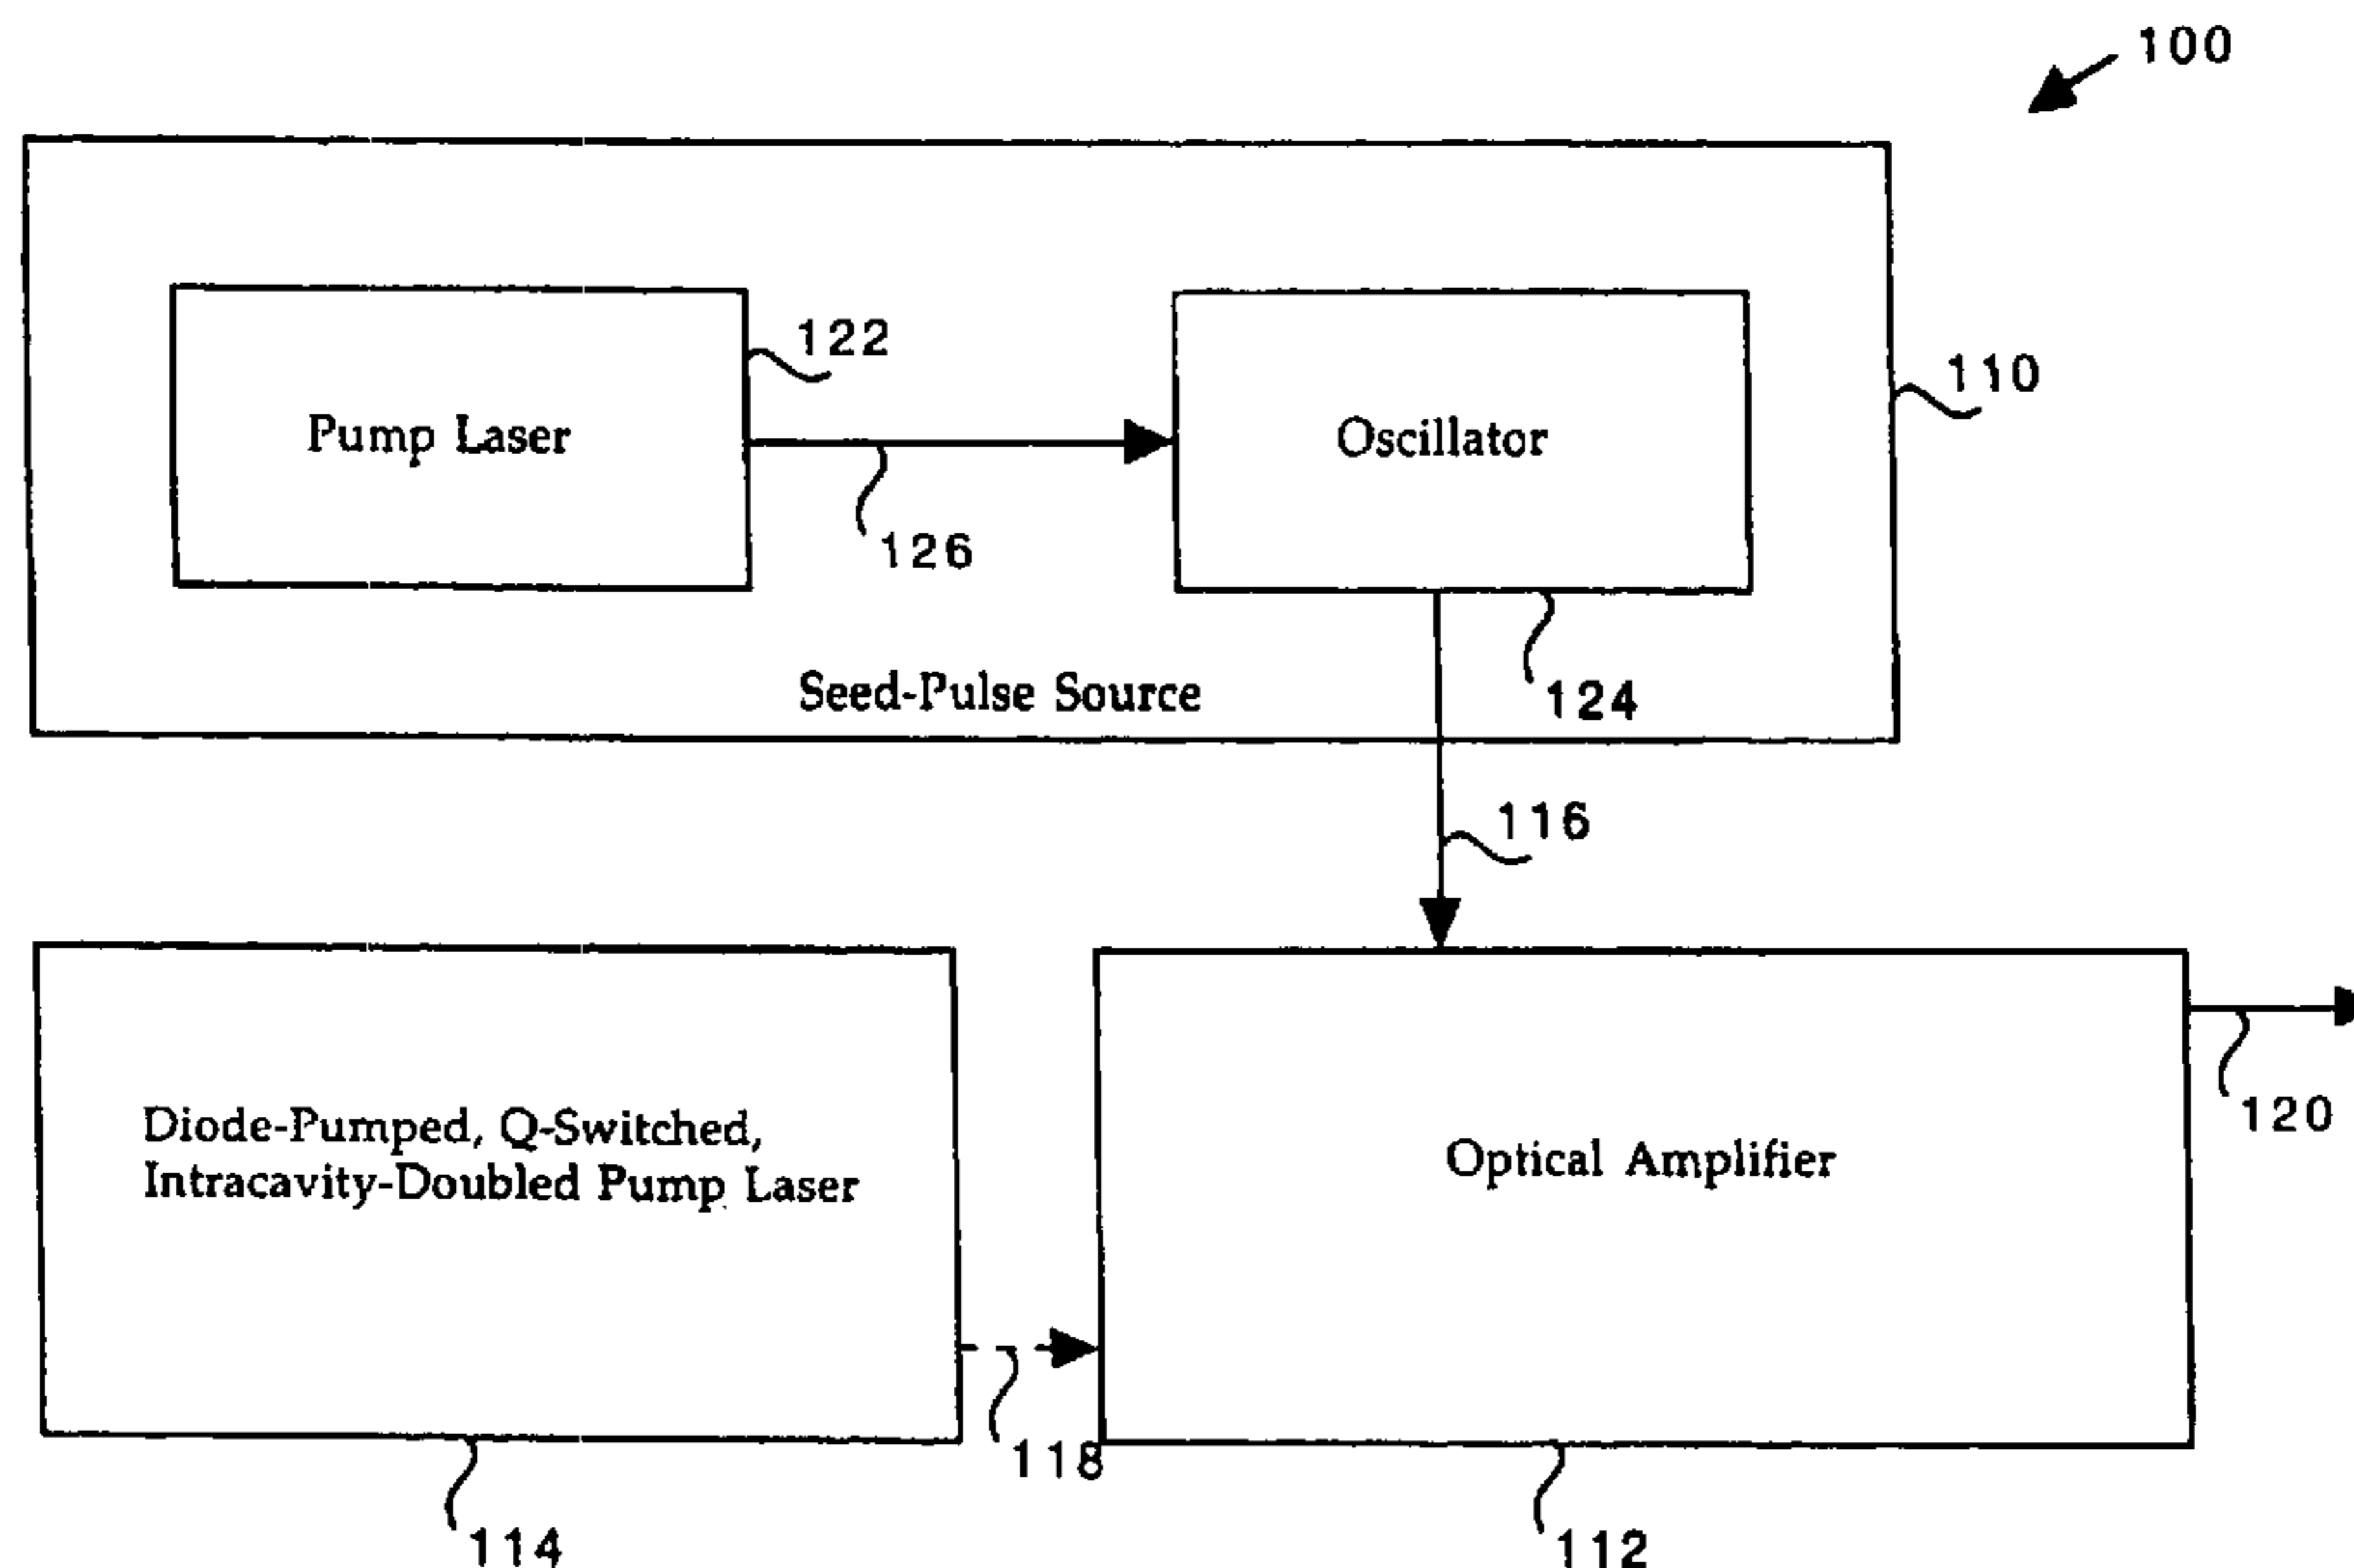 100
122
110
Pump Laser
Oscillator
126
Seed-Pulse Source
124
116
Diode-Pumped, Q-Switched,
Intracavity-Doubled Pump Laser
Optical Amplifier
120
118
114
112